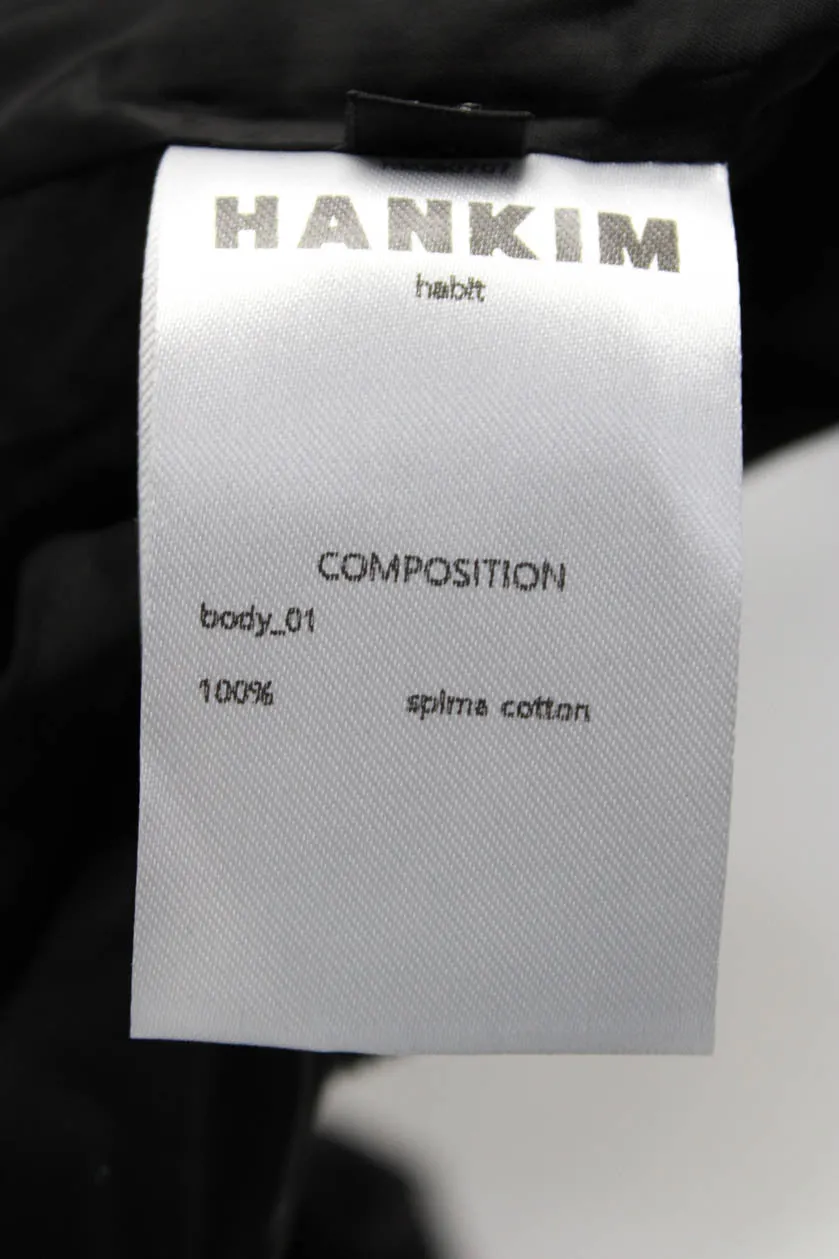 HANKIM
habit
COMPOSITION
body_01
100% spima cotton